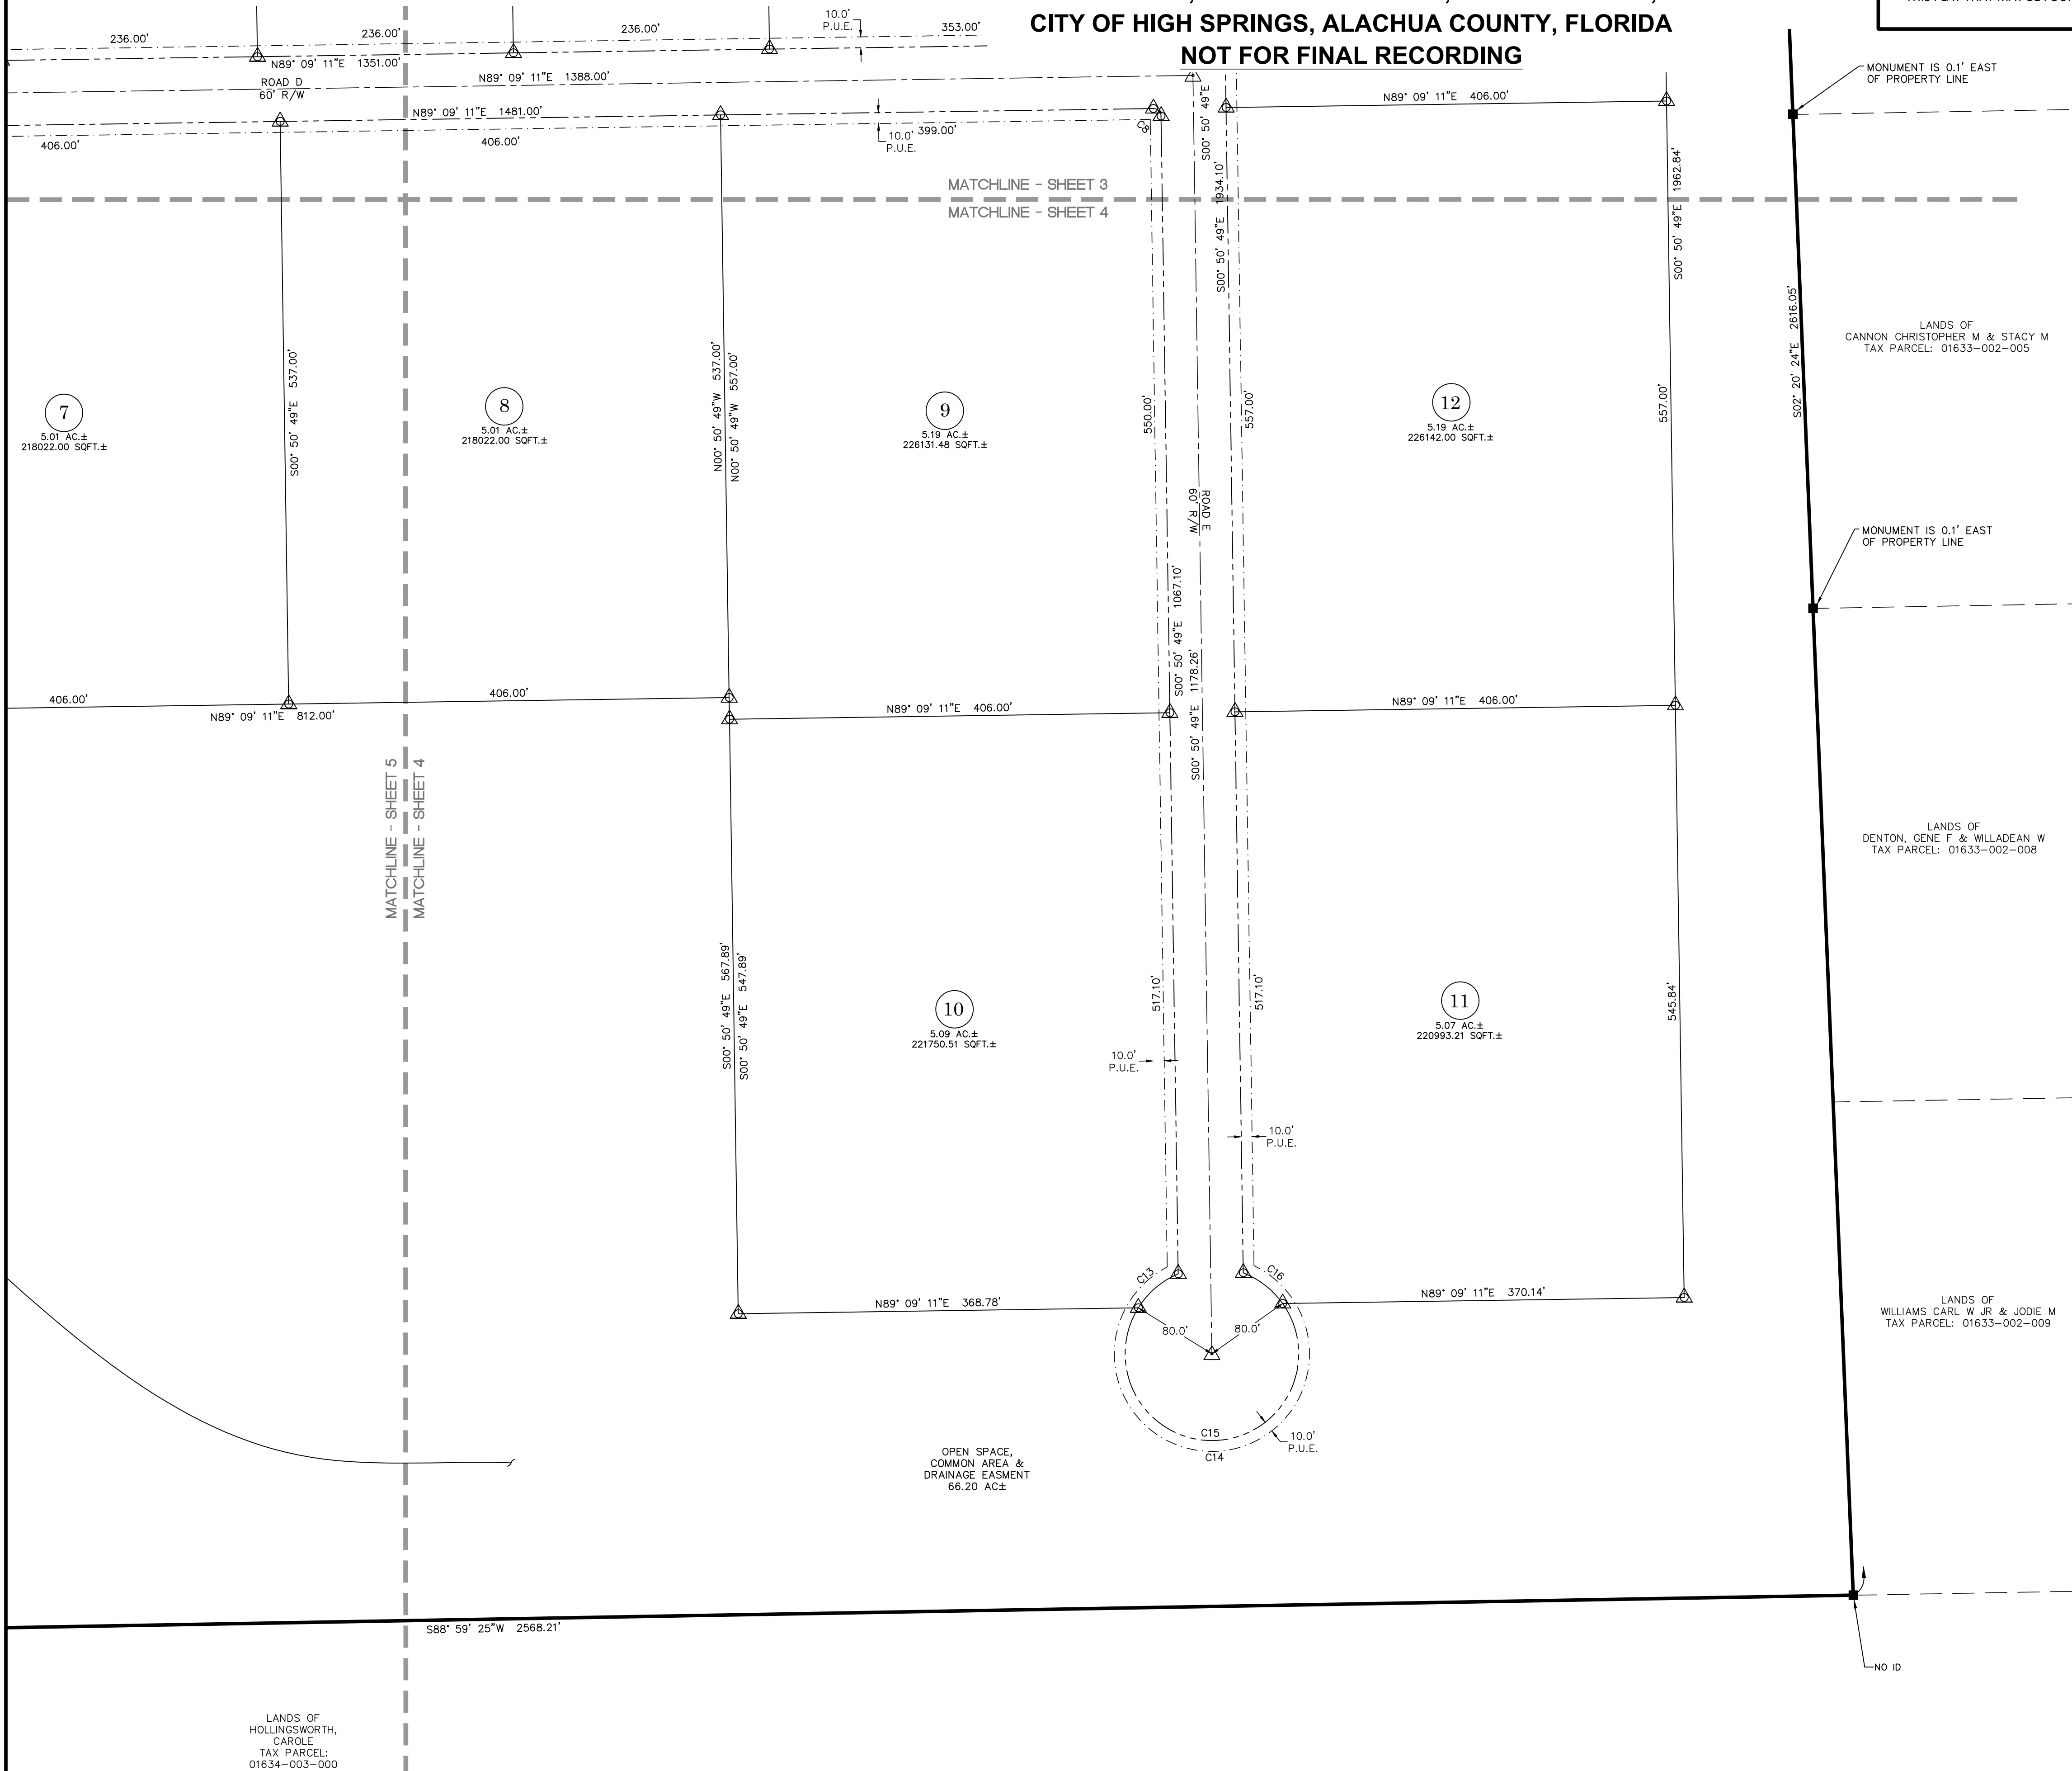 CITY OF HIGH SPRINGS, ALACHUA COUNTY, FLORIDA
NOT FOR FINAL RECORDING
236.00'
236.00'
236.00'
10.0'
P.U.E.
353.00'
N89° 09' 11"E 1351.00'
N89° 09' 11"E 1388.00'
ROAD D
60' R/W
N89° 09' 11"E 1481.00'
406.00'
406.00'
10.0'
P.U.E.
399.00'
C8
S00° 50' 49"E
N89° 09' 11"E 406.00'
MONUMENT IS 0.1' EAST
OF PROPERTY LINE
MATCHLINE - SHEET 3
MATCHLINE - SHEET 4
S00° 50' 49"E 1934.10'
S00° 50' 49"E 1962.84'
S02° 20' 24"E 2616.05'
LANDS OF
CANNON CHRISTOPHER M & STACY M
TAX PARCEL: 01633-002-005
7
5.01 AC.±
218022.00 SQFT.±
S00° 50' 49"E 537.00'
8
5.01 AC.±
218022.00 SQFT.±
N00° 50' 49"W 537.00'
N00° 50' 49"W 557.00'
9
5.19 AC.±
226131.48 SQFT.±
550.00'
557.00'
12
5.19 AC.±
226142.00 SQFT.±
557.00'
ROAD E
60' R/W
MONUMENT IS 0.1' EAST
OF PROPERTY LINE
S00° 50' 49"E 1067.10'
S00° 50' 49"E 1178.26'
406.00'
N89° 09' 11"E 812.00'
406.00'
N89° 09' 11"E 406.00'
N89° 09' 11"E 406.00'
MATCHLINE - SHEET 5
MATCHLINE - SHEET 4
LANDS OF
DENTON, GENE F & WILLADEAN W
TAX PARCEL: 01633-002-008
S00° 50' 49"E 567.89'
S00° 50' 49"E 547.89'
10
5.09 AC.±
221750.51 SQFT.±
517.10'
517.10'
11
5.07 AC.±
220993.21 SQFT.±
545.84'
10.0'
P.U.E.
10.0'
P.U.E.
C13
C16
N89° 09' 11"E 368.78'
N89° 09' 11"E 370.14'
80.0'
80.0'
LANDS OF
WILLIAMS CARL W JR & JODIE M
TAX PARCEL: 01633-002-009
C15
C14
10.0'
P.U.E.
OPEN SPACE,
COMMON AREA &
DRAINAGE EASMENT
66.20 AC±
S88° 59' 25"W 2568.21'
NO ID
LANDS OF
HOLLINGSWORTH,
CAROLE
TAX PARCEL:
01634-003-000